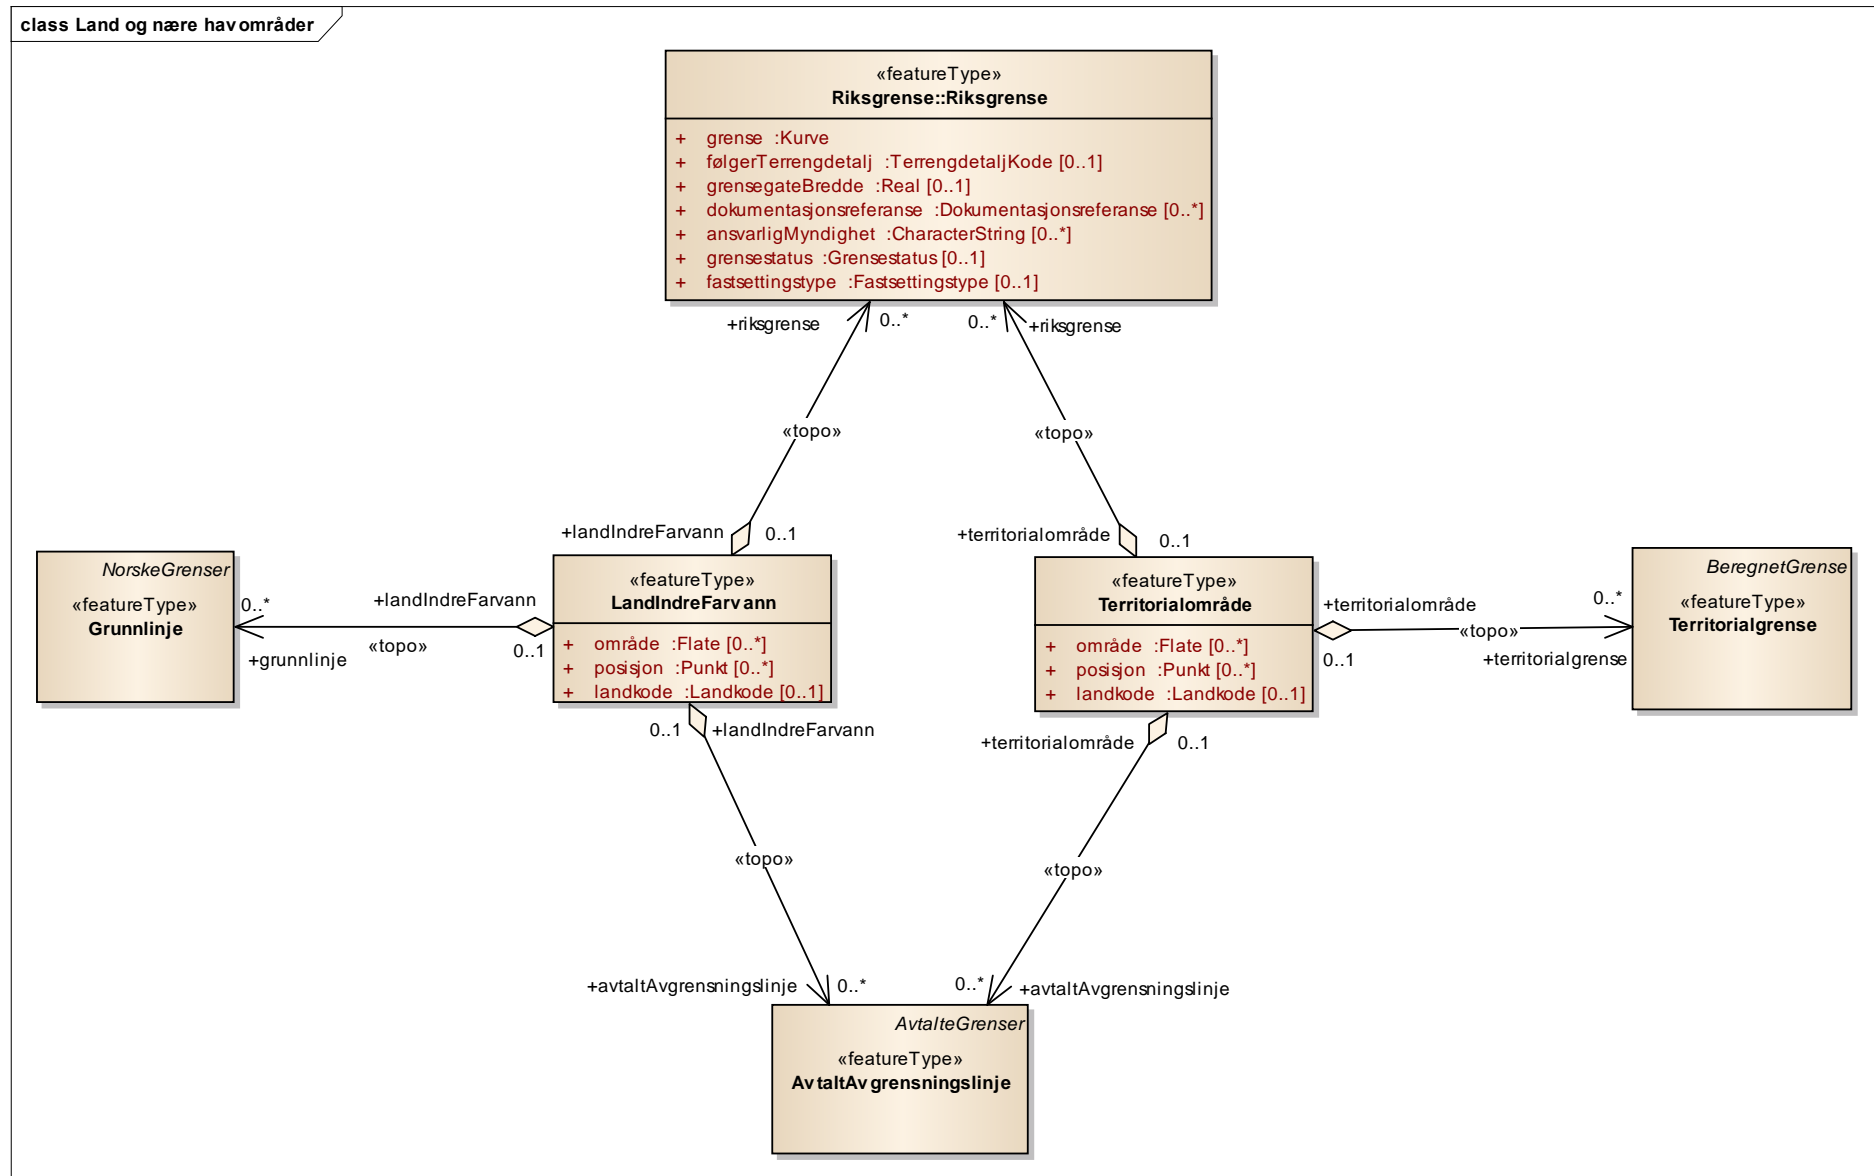 class Land og nære havområder
«featureType»
Riksgrense::Riksgrense
+ grense :Kurve
+ følgerTerrengdetalj :TerrengdetaljKode [0..1]
+ grensegateBredde :Real [0..1]
+ dokumentasjonsreferanse :Dokumentasjonsreferanse [0..*]
+ ansvarligMyndighet :CharacterString [0..*]
+ grensestatus :Grensestatus [0..1]
+ fastsettingstype :Fastsettingstype [0..1]
+riksgrense
0..*
0..*
+riksgrense
«topo»
«topo»
+landIndreFarvann
0..1
+territorialområde
0..1
NorskeGrenser
«featureType»
Grunnlinje
0..*
+landIndreFarvann
+grunnlinje
«topo»
0..1
«featureType»
LandIndreFarvann
+ område :Flate [0..*]
+ posisjon :Punkt [0..*]
+ landkode :Landkode [0..1]
«featureType»
Territorialområde
+ område :Flate [0..*]
+ posisjon :Punkt [0..*]
+ landkode :Landkode [0..1]
+territorialområde
0..*
«topo»
0..1
+territorialgrense
BeregnetGrense
«featureType»
Territorialgrense
0..1
+landIndreFarvann
+territorialområde
0..1
«topo»
«topo»
+avtaltAvgrensningslinje
0..*
0..*
+avtaltAvgrensningslinje
AvtalteGrenser
«featureType»
AvtaltAvgrensningslinje